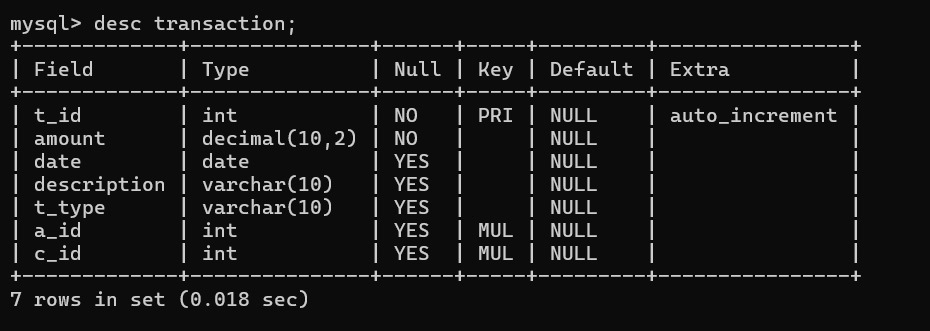 mysql> desc transaction;
+-------------+---------------+------+-----+---------+----------------+
| Field       | Type          | Null | Key | Default | Extra          |
+-------------+---------------+------+-----+---------+----------------+
| t_id        | int           | NO   | PRI | NULL    | auto_increment |
| amount      | decimal(10,2) | NO   |     | NULL    |                |
| date        | date          | YES  |     | NULL    |                |
| description | varchar(10)   | YES  |     | NULL    |                |
| t_type      | varchar(10)   | YES  |     | NULL    |                |
| a_id        | int           | YES  | MUL | NULL    |                |
| c_id        | int           | YES  | MUL | NULL    |                |
+-------------+---------------+------+-----+---------+----------------+
7 rows in set (0.018 sec)